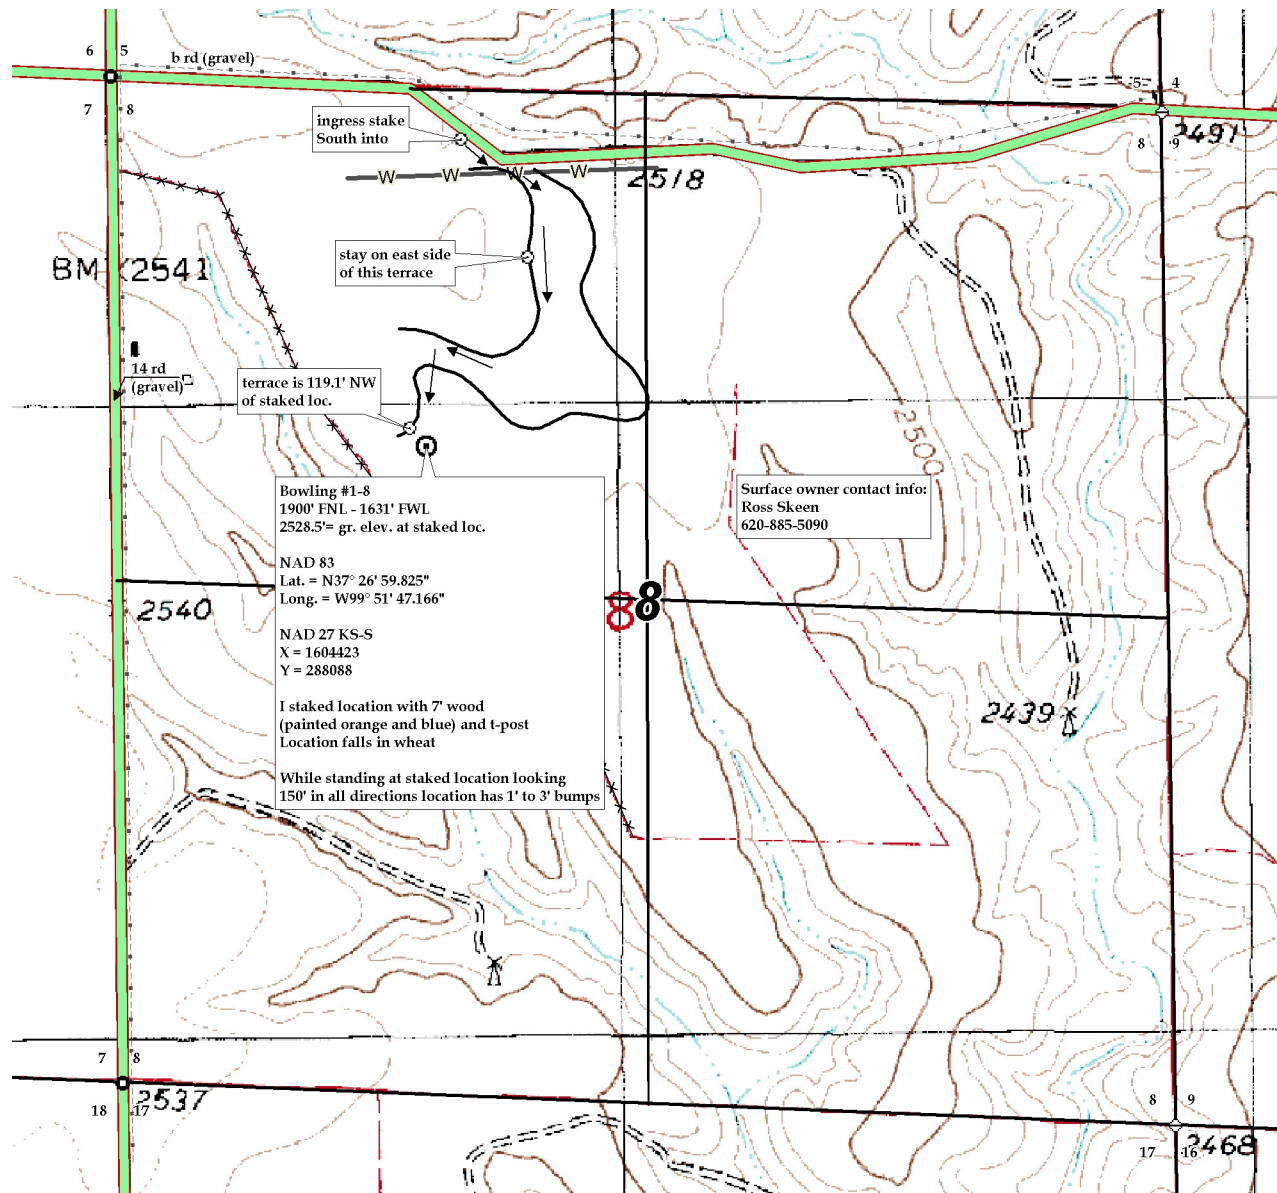 6 5
b rd (gravel)
5 4
7 8
ingress stake
South into
2491
8 9
W W W W
2518
stay on east side
of this terrace
BM X2541
14 rd
(gravel)
terrace is 119.1' NW
of staked loc.
2500
Bowling #1-8
1900' FNL - 1631' FWL
2528.5'= gr. elev. at staked loc.
NAD 83
Lat. = N37° 26' 59.825"
Long. = W99° 51' 47.166"
NAD 27 KS-S
X = 1604423
Y = 288088
I staked location with 7' wood
(painted orange and blue) and t-post
Location falls in wheat
While standing at staked location looking
150' in all directions location has 1' to 3' bumps
Surface owner contact info:
Ross Skeen
620-885-5090
2540
8 8
2439
7 8
18 17
2537
8 9
17 16
2468